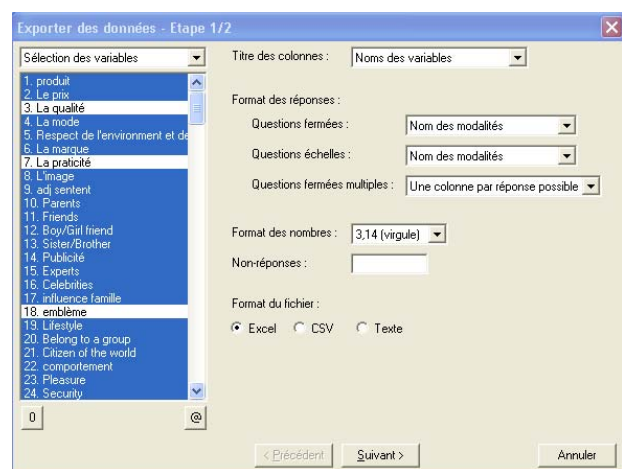 Exporter des données - Etape 1/2
Sélection des variables
1. produit
2. Le prix
3. La qualité
4. La mode
5. Respect de l'environment et de
6. La marque
7. La praticité
8. L'image
9. adj sentent
10. Parents
11. Friends
12. Boy/Girl friend
13. Sister/Brother
14. Publicité
15. Experts
16. Celebrities
17. influence famille
18. emblème
19. Lifestyle
20. Belong to a group
21. Citizen of the world
22. comportement
23. Pleasure
24. Security
0 @
Titre des colonnes : Noms des variables
Format des réponses :
Questions fermées : Nom des modalités
Questions échelles : Nom des modalités
Questions fermées multiples : Une colonne par réponse possible
Format des nombres : 3,14 (virgule)
Non-réponses :
Format du fichier :
Excel CSV Texte
< Précédent Suivant > Annuler